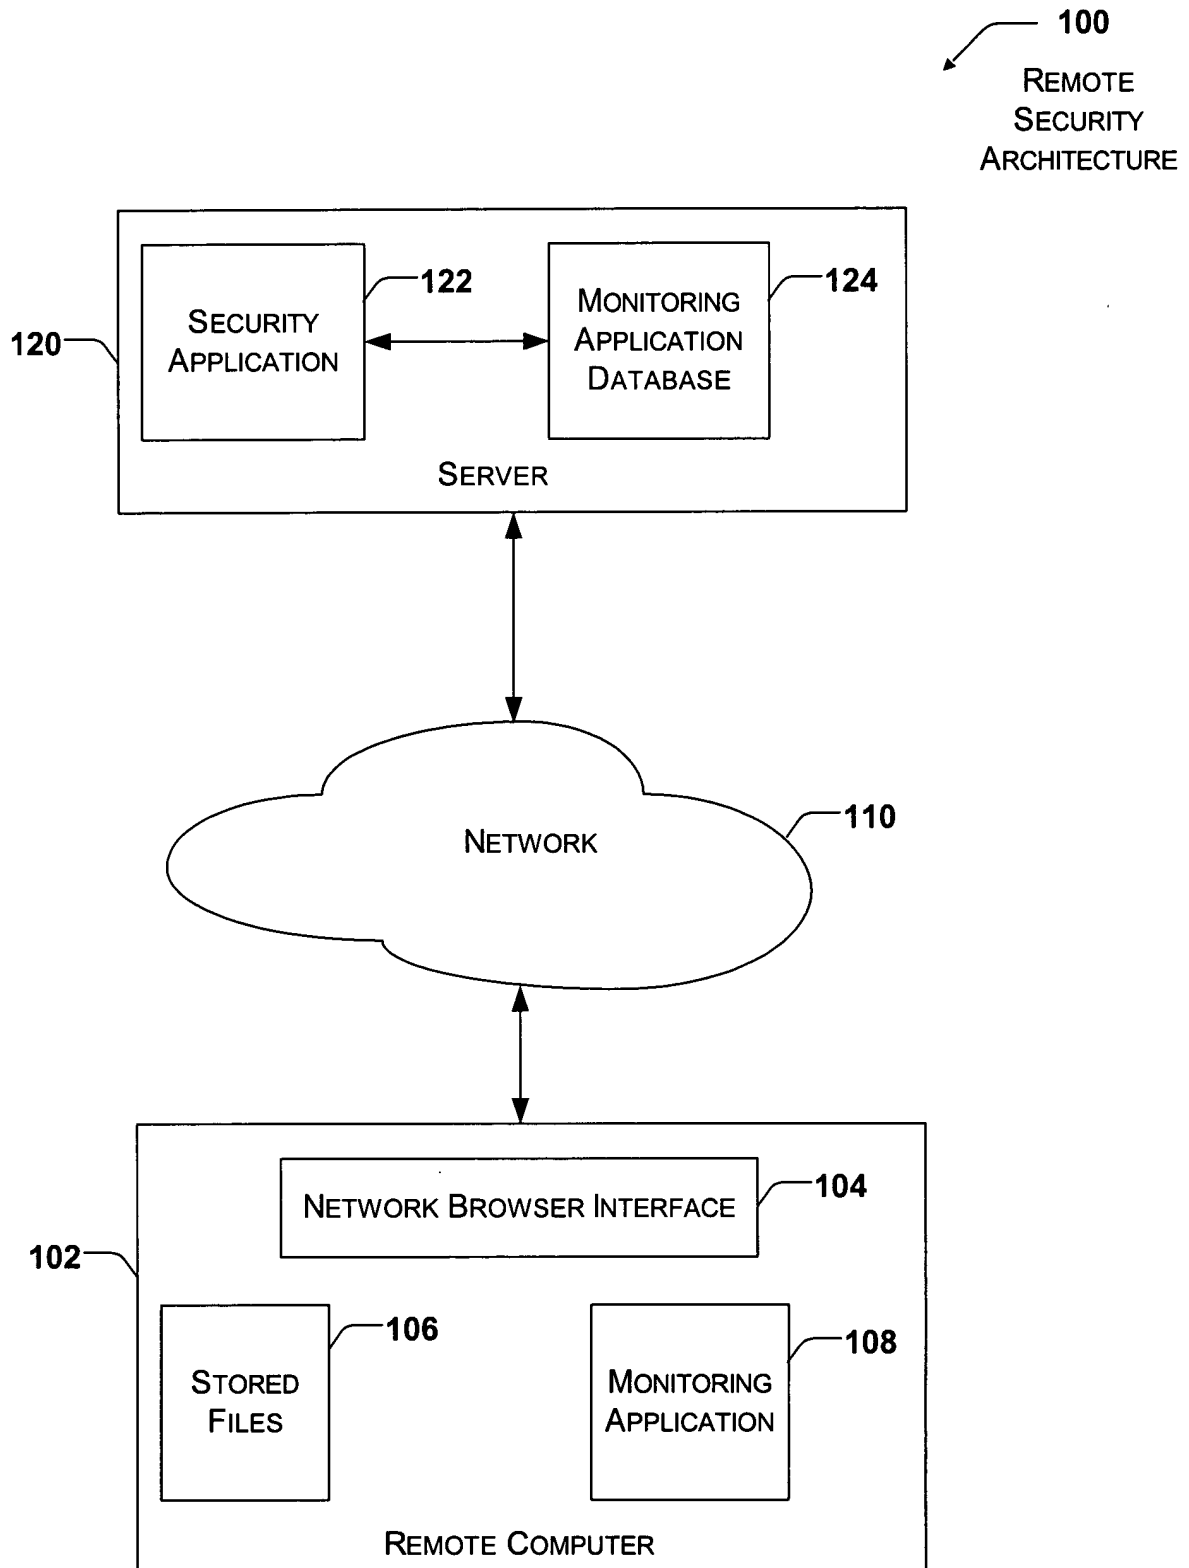 100
REMOTE
SECURITY
ARCHITECTURE
122
124
SECURITY
APPLICATION
MONITORING
APPLICATION
DATABASE
120
SERVER
110
NETWORK
104
NETWORK BROWSER INTERFACE
102
106
108
STORED
FILES
MONITORING
APPLICATION
REMOTE COMPUTER